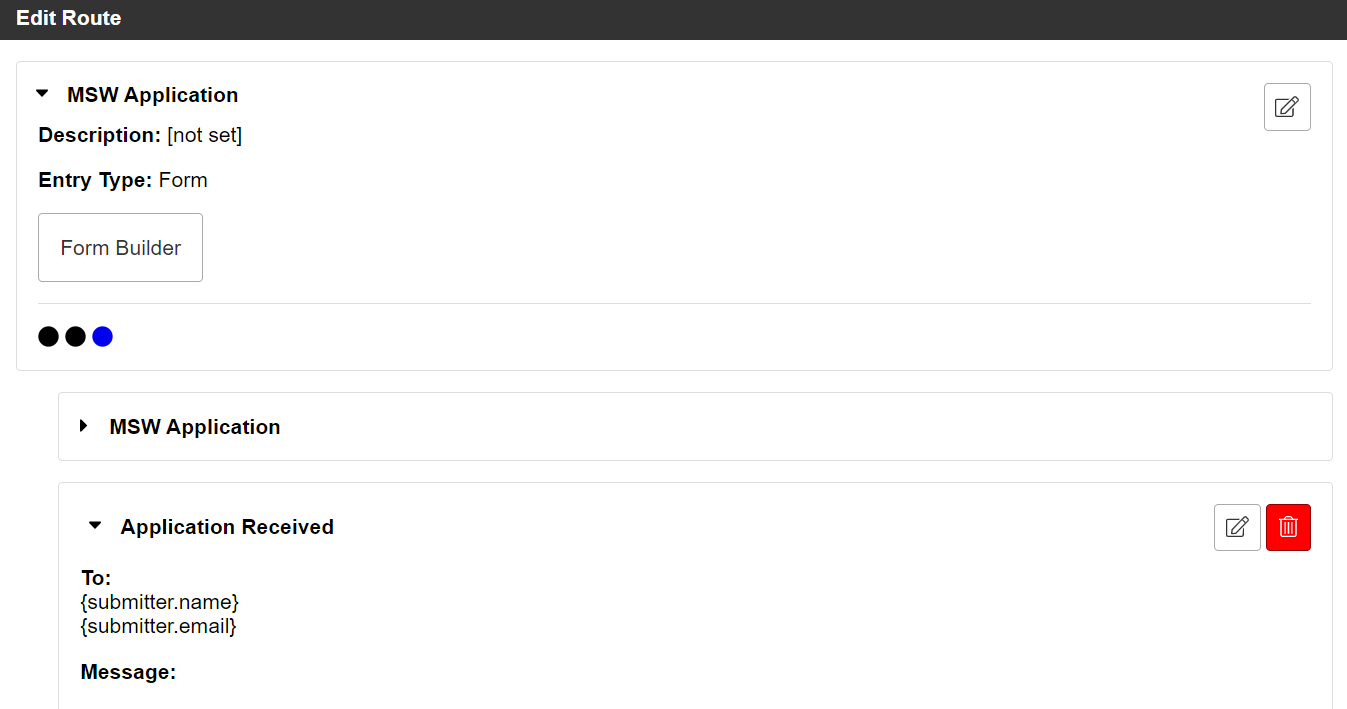 Edit Route
MSW Application
Description: [not set]
Entry Type: Form
Form Builder
MSW Application
Application Received
To:
{submitter.name}
{submitter.email}
Message: